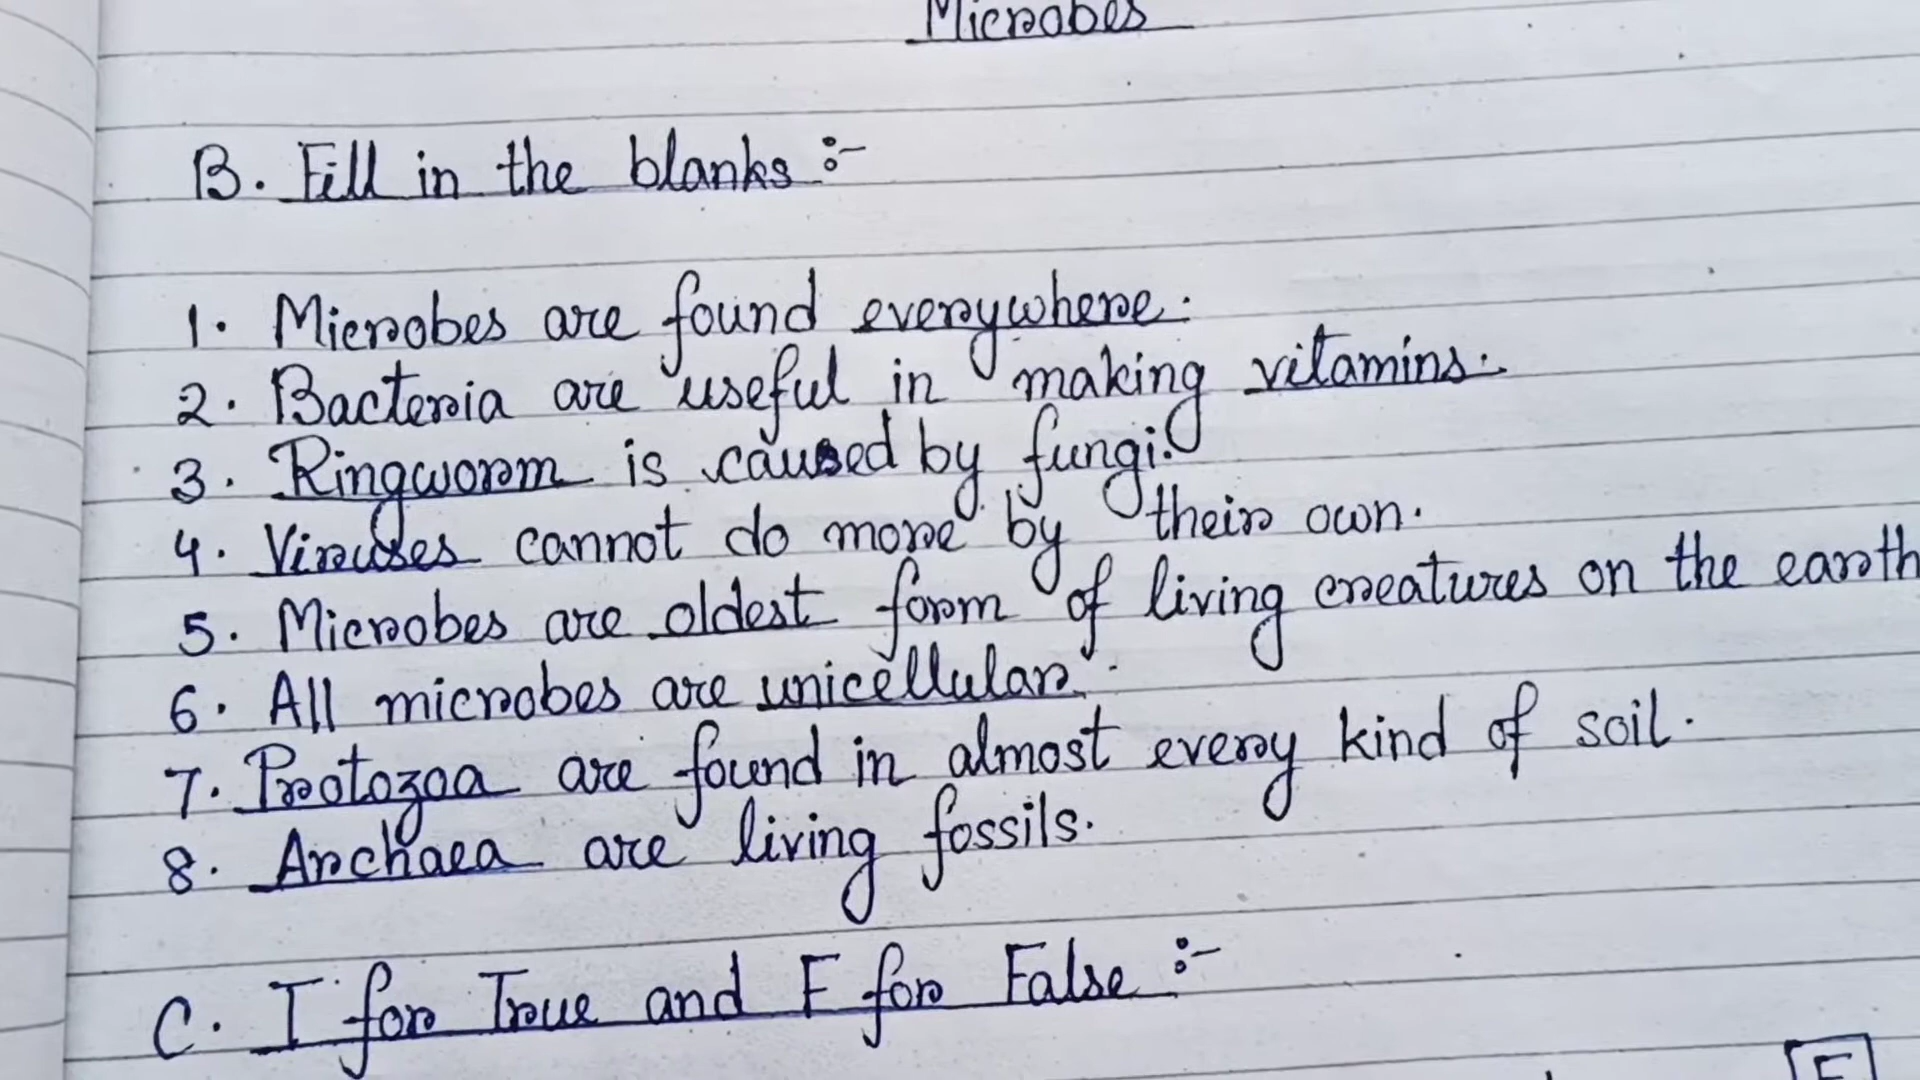 Microbes
B. Fill in the blanks :-
1. Microbes are found everywhere.
2. Bacteria are useful in making vitamins.
3. Ringworm is caused by fungi.
4. Viruses cannot do more by their own.
5. Microbes are oldest form of living creatures on the earth
6. All microbes are unicellular.
7. Protozoa are found in almost every kind of soil.
8. Archaea are living fossils.
C. T for True and F for False :-
F